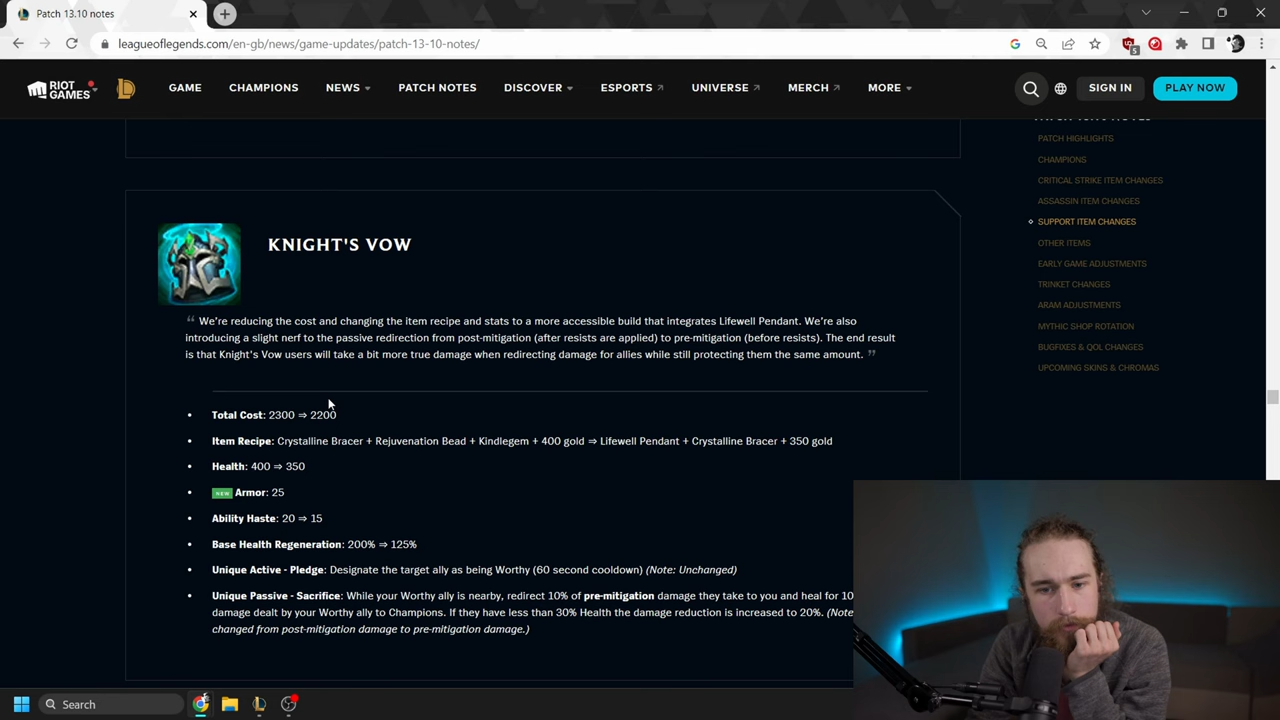 Patch 13.10 notes
leagueoflegends.com/en-gb/news/game-updates/patch-13-10-notes/
5
RIOT GAMES
GAME CHAMPIONS NEWS PATCH NOTES DISCOVER ESPORTS UNIVERSE MERCH MORE SIGN IN PLAY NOW
PATCH HIGHLIGHTS
CHAMPIONS
CRITICAL STRIKE ITEM CHANGES
ASSASSIN ITEM CHANGES
SUPPORT ITEM CHANGES
OTHER ITEMS
EARLY GAME ADJUSTMENTS
TRINKET CHANGES
ARAM ADJUSTMENTS
MYTHIC SHOP ROTATION
BUGFIXES & QOL CHANGES
UPCOMING SKINS & CHROMAS
KNIGHT'S VOW
“ We're reducing the cost and changing the item recipe and stats to a more accessible build that integrates Lifewell Pendant. We're also
introducing a slight nerf to the passive redirection from post-mitigation (after resists are applied) to pre-mitigation (before resists). The end result
is that Knight's Vow users will take a bit more true damage when redirecting damage for allies while still protecting them the same amount. ”
• Total Cost: 2300 ⇒ 2200
• Item Recipe: Crystalline Bracer + Rejuvenation Bead + Kindlegem + 400 gold ⇒ Lifewell Pendant + Crystalline Bracer + 350 gold
• Health: 400 ⇒ 350
• NEW Armor: 25
• Ability Haste: 20 ⇒ 15
• Base Health Regeneration: 200% ⇒ 125%
• Unique Active - Pledge: Designate the target ally as being Worthy (60 second cooldown) (Note: Unchanged)
• Unique Passive - Sacrifice: While your Worthy ally is nearby, redirect 10% of pre-mitigation damage they take to you and heal for 10
damage dealt by your Worthy ally to Champions. If they have less than 30% Health the damage reduction is increased to 20%. (Note
changed from post-mitigation damage to pre-mitigation damage.)
Search